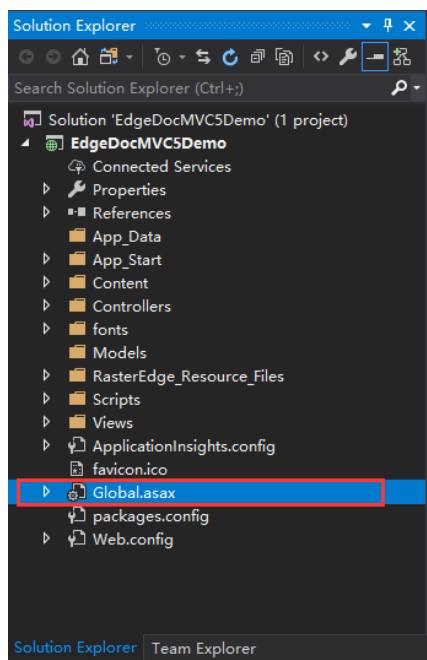 Solution Explorer
Search Solution Explorer (Ctrl+;)
Solution 'EdgeDocMVC5Demo' (1 project)
EdgeDocMVC5Demo
Connected Services
Properties
References
App_Data
App_Start
Content
Controllers
fonts
Models
RasterEdge_Resource_Files
Scripts
Views
ApplicationInsights.config
favicon.ico
Global.asax
packages.config
Web.config
Solution Explorer Team Explorer